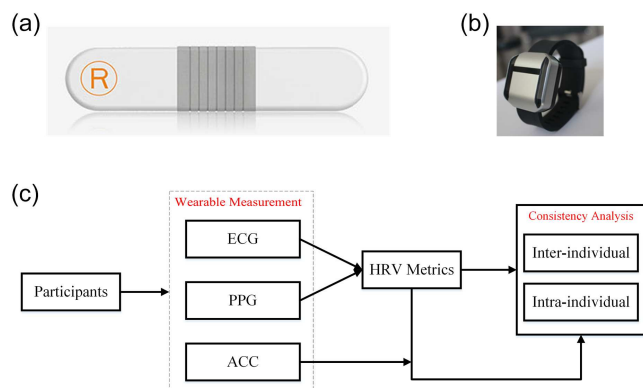 (a)
(b)
R
(c)
Wearable Measurement
Consistency Analysis
ECG
Inter-individual
HRV Metrics
Participants
PPG
Intra-individual
ACC